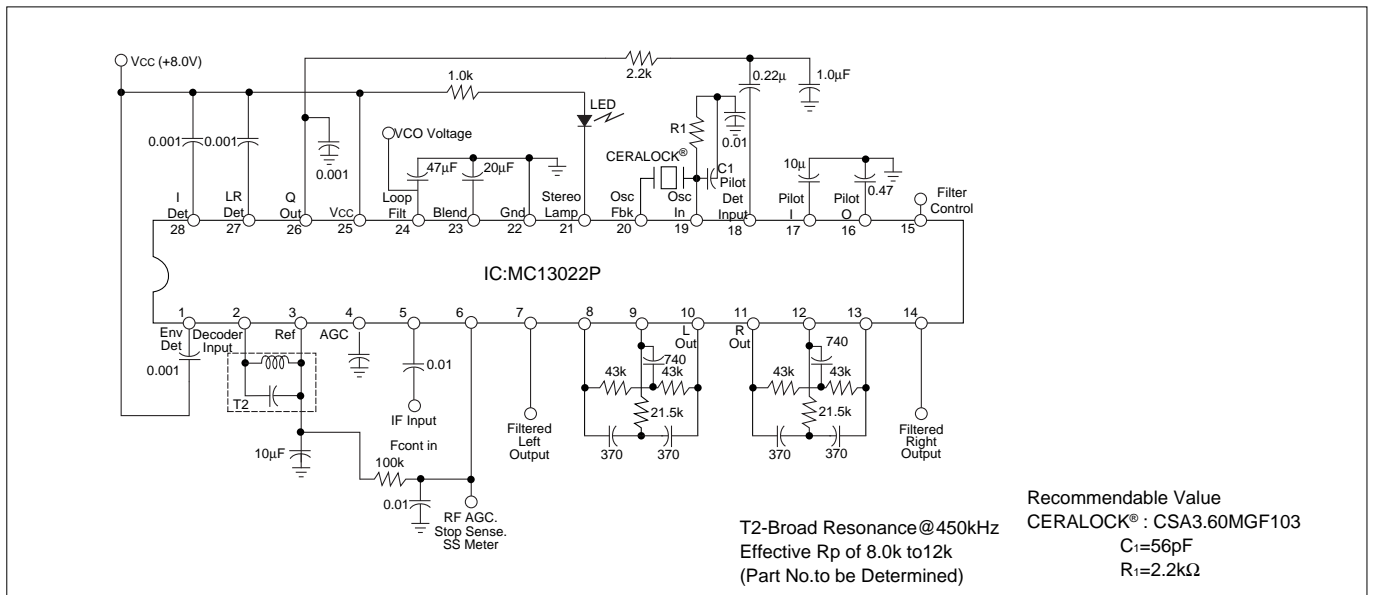 VCC (+8.0V)
2.2k
0.22µ
1.0µF
1.0k
LED
0.001
0.001
0.001
VCO Voltage
47µF
20µF
CERALOCK®
R1
0.01
C1
10µ
0.47
I
Det
LR
Det
Q
Out
Vcc
Loop
Filt
Blend
Gnd
Stereo
Lamp
Osc
Fbk
Osc
In
Pilot
Det
Input
Pilot
I
Pilot
O
Filter
Control
28
27
26
25
24
23
22
21
20
19
18
17
16
15
IC:MC13022P
1
2
3
4
5
6
7
8
9
10
11
12
13
14
Env
Det
Decoder
Input
Ref
AGC
L
Out
R
Out
0.001
T2
0.01
IF Input
10µF
Fcont in
100k
0.01
RF AGC.
Stop Sense.
SS Meter
Filtered
Left
Output
740
43k
43k
21.5k
370
370
740
43k
43k
21.5k
370
370
Filtered
Right
Output
T2-Broad Resonance@450kHz
Effective Rp of 8.0k to12k
(Part No.to be Determined)
Recommendable Value
CERALOCK® : CSA3.60MGF103
C1=56pF
R1=2.2kΩ